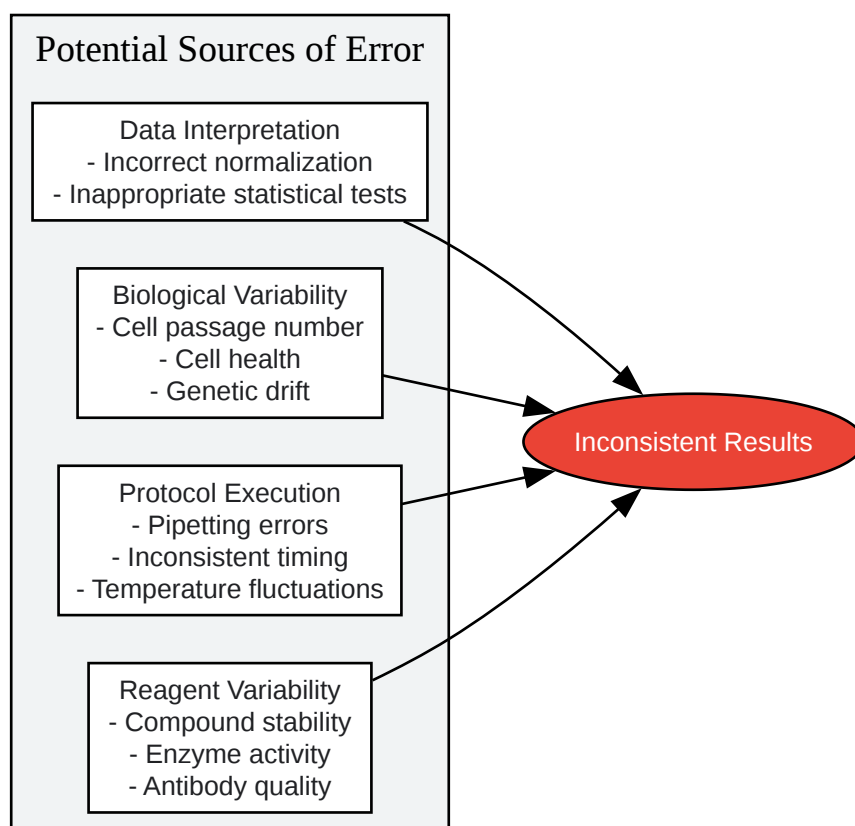 Potential Sources of Error
Data Interpretation
- Incorrect normalization
- Inappropriate statistical tests
Biological Variability
- Cell passage number
- Cell health
- Genetic drift
Inconsistent Results
Protocol Execution
- Pipetting errors
- Inconsistent timing
- Temperature fluctuations
Reagent Variability
- Compound stability
- Enzyme activity
- Antibody quality